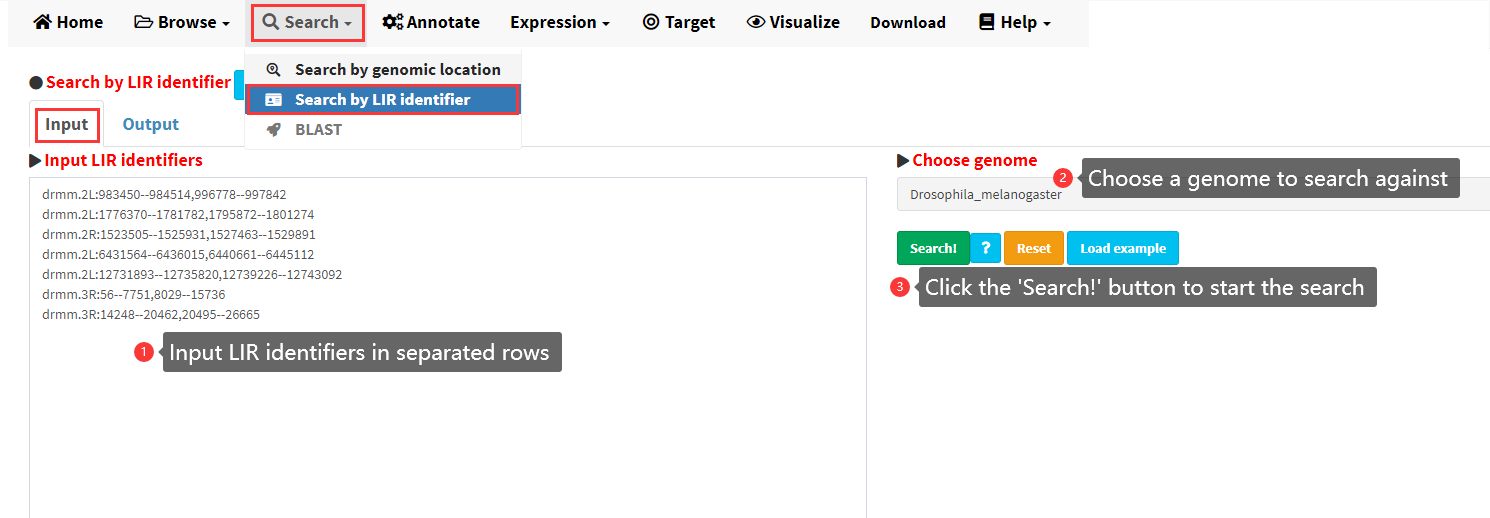 Home Browse Search Annotate Expression Target Visualize Download Help
Search by genomic location
Search by LIR identifier
BLAST
Search by LIR identifier
Input Output
Input LIR identifiers
drmm.2L:983450--984514,996778--997842
drmm.2L:1776370--1781782,1795872--1801274
drmm.2R:1523505--1525931,1527463--1529891
drmm.2L:6431564--6436015,6440661--6445112
drmm.2L:12731893--12735820,12739226--12743092
drmm.3R:56--7751,8029--15736
drmm.3R:14248--20462,20495--26665
1 Input LIR identifiers in separated rows
Choose genome
2 Choose a genome to search against
Drosophila_melanogaster
Search! ? Reset Load example
3 Click the 'Search!' button to start the search